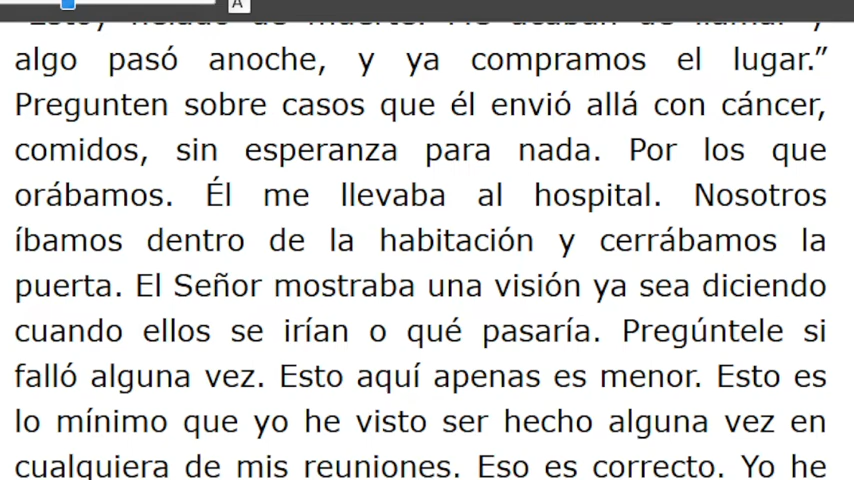 A
algo pasó anoche, y ya compramos el lugar.”
Pregunten sobre casos que él envió allá con cáncer,
comidos, sin esperanza para nada. Por los que
orábamos. Él me llevaba al hospital. Nosotros
íbamos dentro de la habitación y cerrábamos la
puerta. El Señor mostraba una visión ya sea diciendo
cuando ellos se irían o qué pasaría. Pregúntele si
falló alguna vez. Esto aquí apenas es menor. Esto es
lo mínimo que yo he visto ser hecho alguna vez en
cualquiera de mis reuniones. Eso es correcto. Yo he